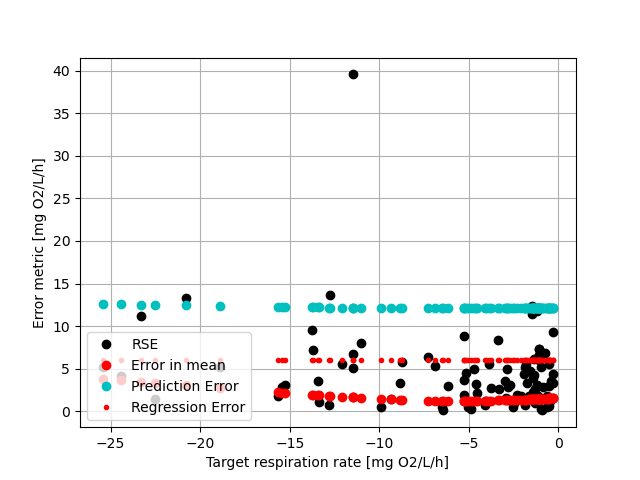 40
35
30
25
20
15
10
5
0
Error metric [mg O2/L/h]
RSE
Error in mean
Prediction Error
Regression Error
−25
−20
−15
−10
−5
0
Target respiration rate [mg O2/L/h]